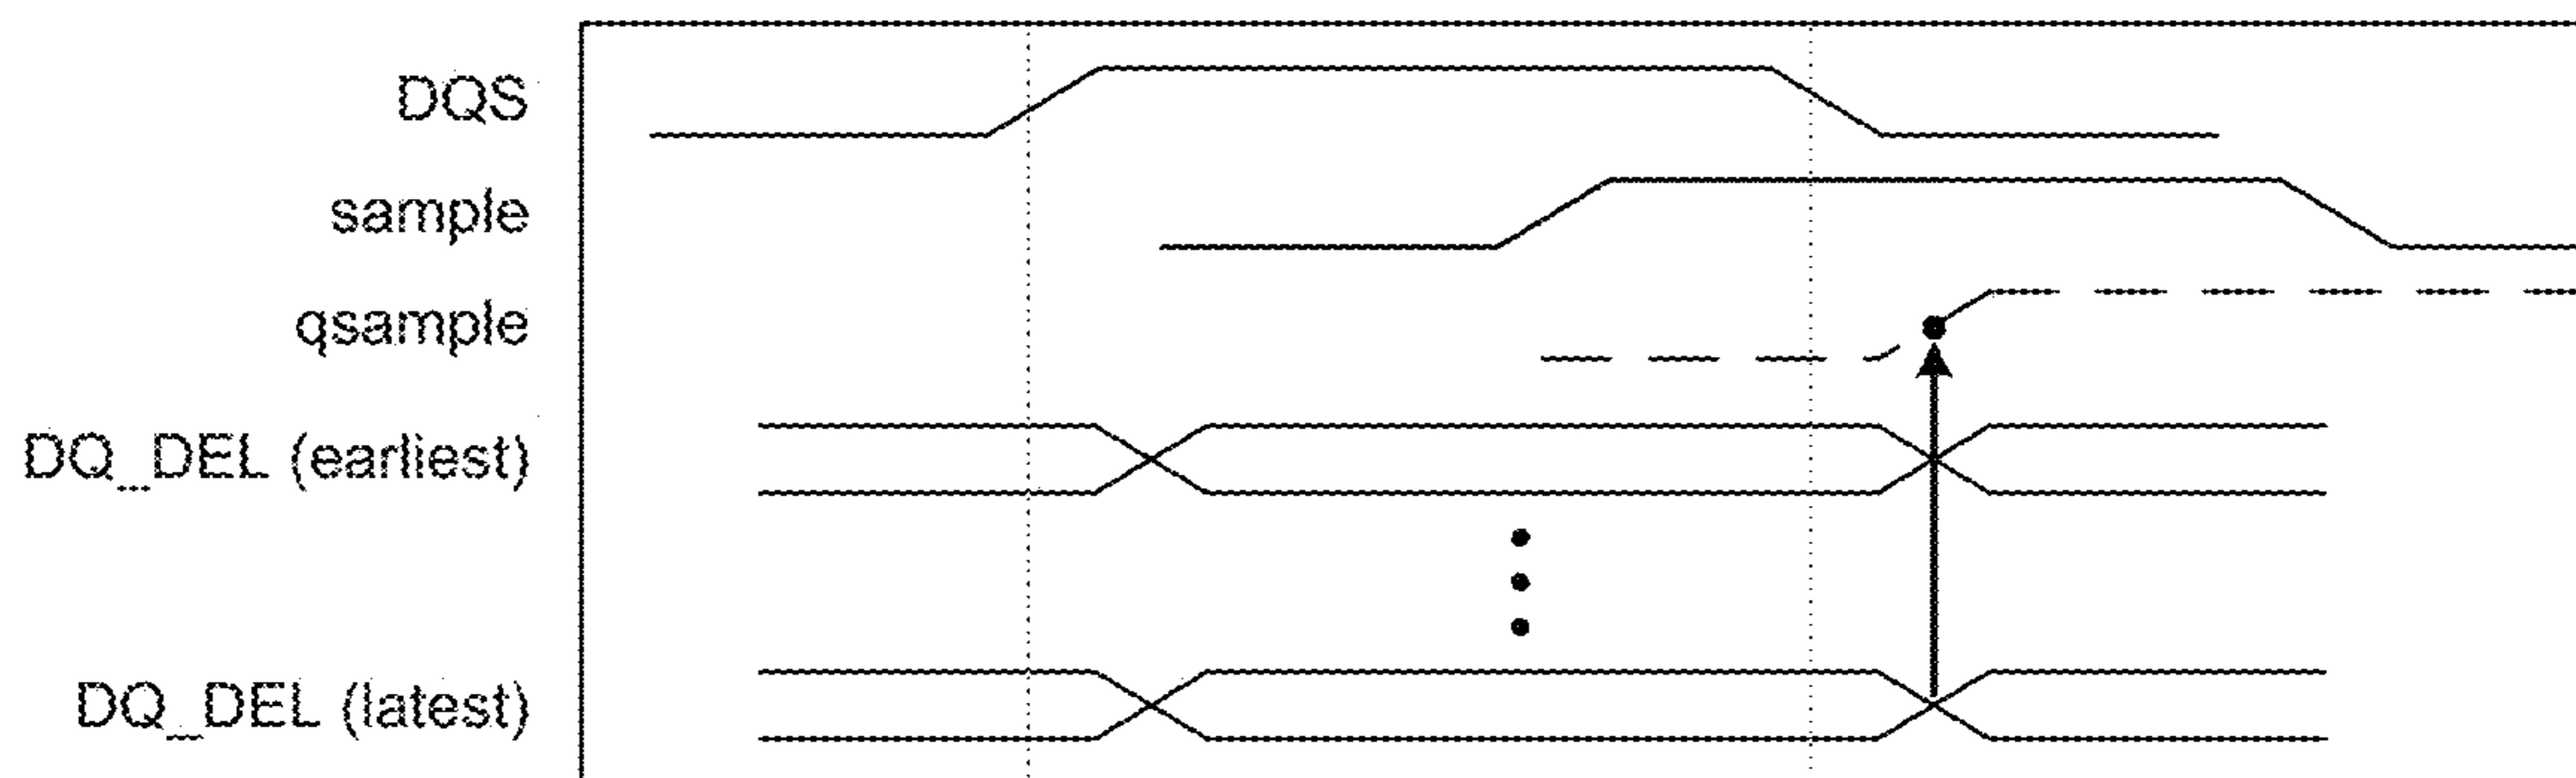 DQS
sample
qsample
DQ_DEL (earliest)
DQ_DEL (latest)